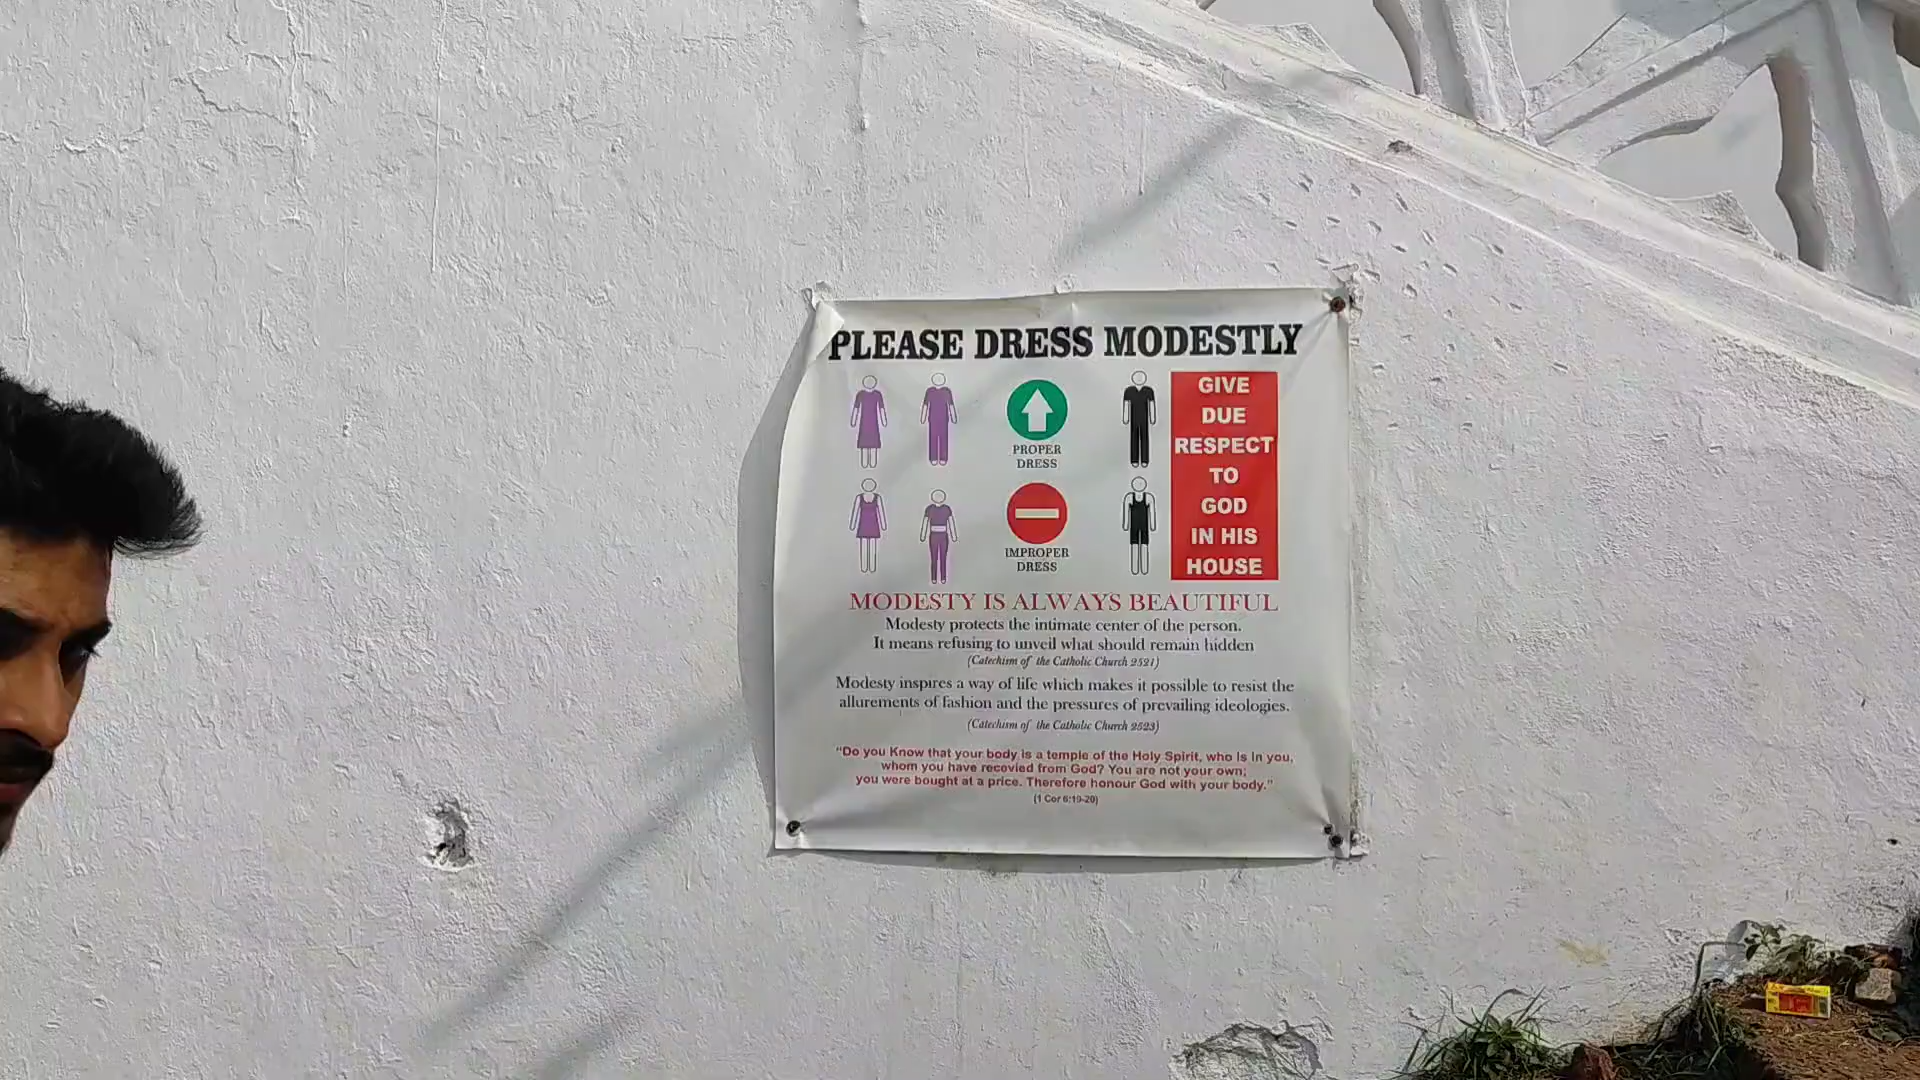 PLEASE DRESS MODESTLY
PROPER
DRESS
IMPROPER
DRESS
GIVE
DUE
RESPECT
TO
GOD
IN HIS
HOUSE
MODESTY IS ALWAYS BEAUTIFUL
Modesty protects the intimate center of the person.
It means refusing to unveil what should remain hidden
(Catechism of the Catholic Church 2521)
Modesty inspires a way of life which makes it possible to resist the
allurements of fashion and the pressures of prevailing ideologies.
(Catechism of the Catholic Church 2523)
"Do you Know that your body is a temple of the Holy Spirit, who is in you,
whom you have recevied from God? You are not your own;
you were bought at a price. Therefore honour God with your body."
(1 Cor 6:19-20)